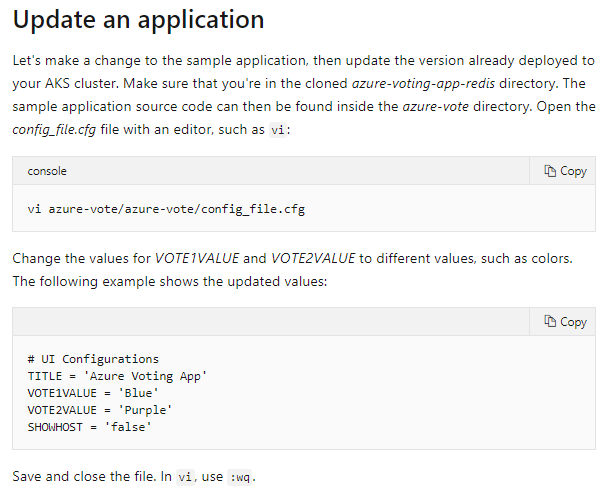 Update an application
Let's make a change to the sample application, then update the version already deployed to
your AKS cluster. Make sure that you're in the cloned azure-voting-app-redis directory. The
sample application source code can then be found inside the azure-vote directory. Open the
config_file.cfg file with an editor, such as vi:
console
Copy
vi azure-vote/azure-vote/config_file.cfg
Change the values for VOTE1VALUE and VOTE2VALUE to different values, such as colors.
The following example shows the updated values:
Copy
# UI Configurations
TITLE = 'Azure Voting App'
VOTE1VALUE = 'Blue'
VOTE2VALUE = 'Purple'
SHOWHOST = 'false'
Save and close the file. In vi, use :wq.